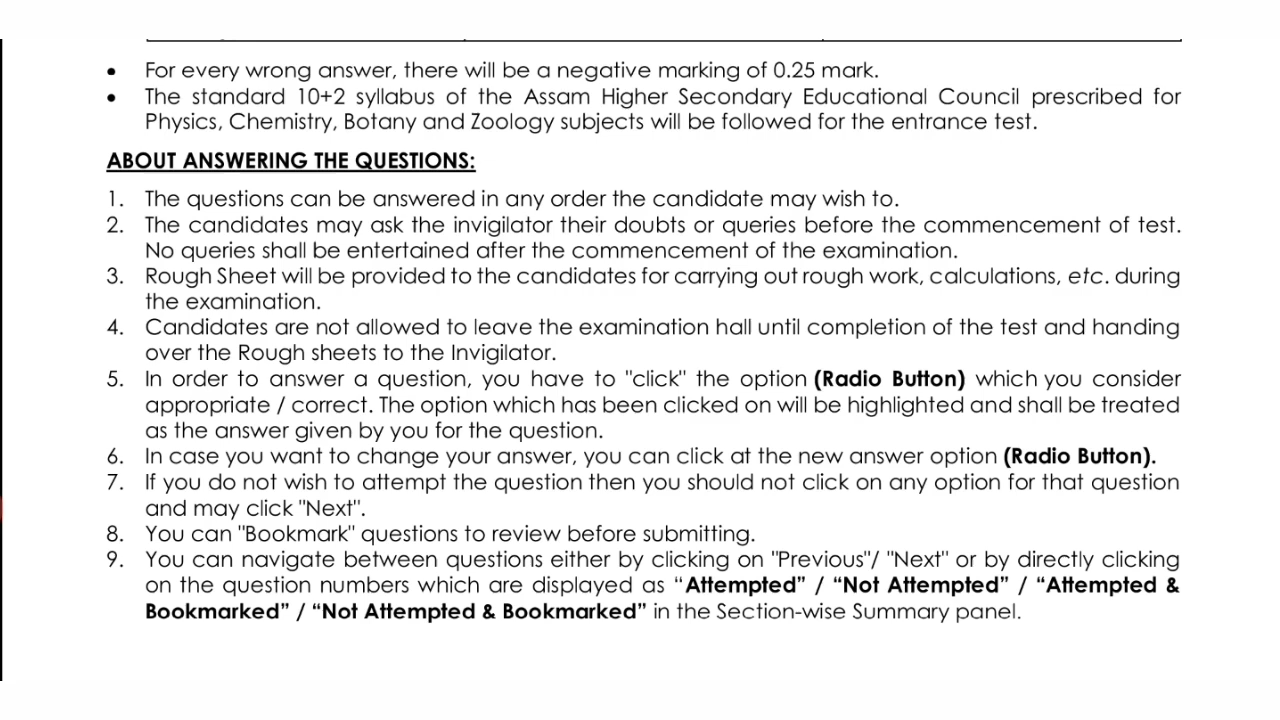 • For every wrong answer, there will be a negative marking of 0.25 mark.
• The standard 10+2 syllabus of the Assam Higher Secondary Educational Council prescribed for
Physics, Chemistry, Botany and Zoology subjects will be followed for the entrance test.
ABOUT ANSWERING THE QUESTIONS:
1. The questions can be answered in any order the candidate may wish to.
2. The candidates may ask the invigilator their doubts or queries before the commencement of test.
No queries shall be entertained after the commencement of the examination.
3. Rough Sheet will be provided to the candidates for carrying out rough work, calculations, etc. during
the examination.
4. Candidates are not allowed to leave the examination hall until completion of the test and handing
over the Rough sheets to the Invigilator.
5. In order to answer a question, you have to "click" the option (Radio Button) which you consider
appropriate / correct. The option which has been clicked on will be highlighted and shall be treated
as the answer given by you for the question.
6. In case you want to change your answer, you can click at the new answer option (Radio Button).
7. If you do not wish to attempt the question then you should not click on any option for that question
and may click "Next".
8. You can "Bookmark" questions to review before submitting.
9. You can navigate between questions either by clicking on "Previous"/ "Next" or by directly clicking
on the question numbers which are displayed as “Attempted” / “Not Attempted” / “Attempted &
Bookmarked” / “Not Attempted & Bookmarked” in the Section-wise Summary panel.